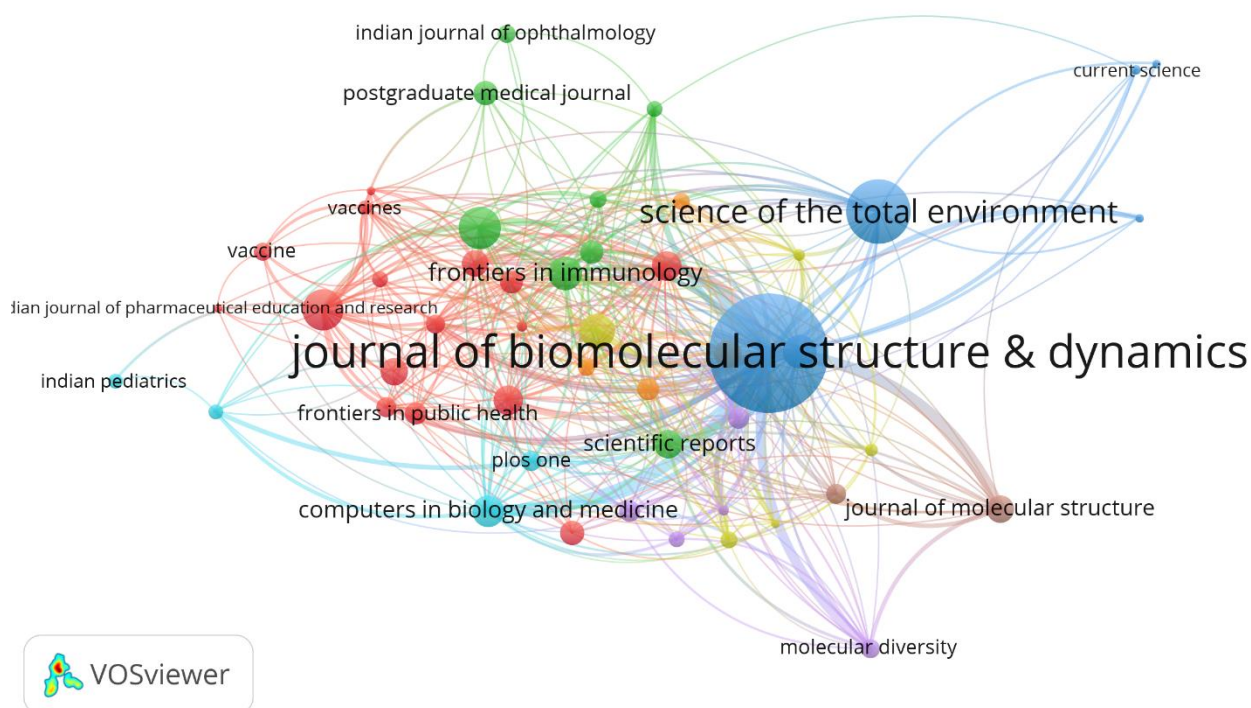 indian journal of ophthalmology
current science
postgraduate medical journal
vaccines
science of the total environment
vaccine
frontiers in immunology
dian journal of pharmaceutical education and research
journal of biomolecular structure & dynamics
indian pediatrics
frontiers in public health
scientific reports
plos one
computers in biology and medicine
journal of molecular structure
molecular diversity
VOSviewer